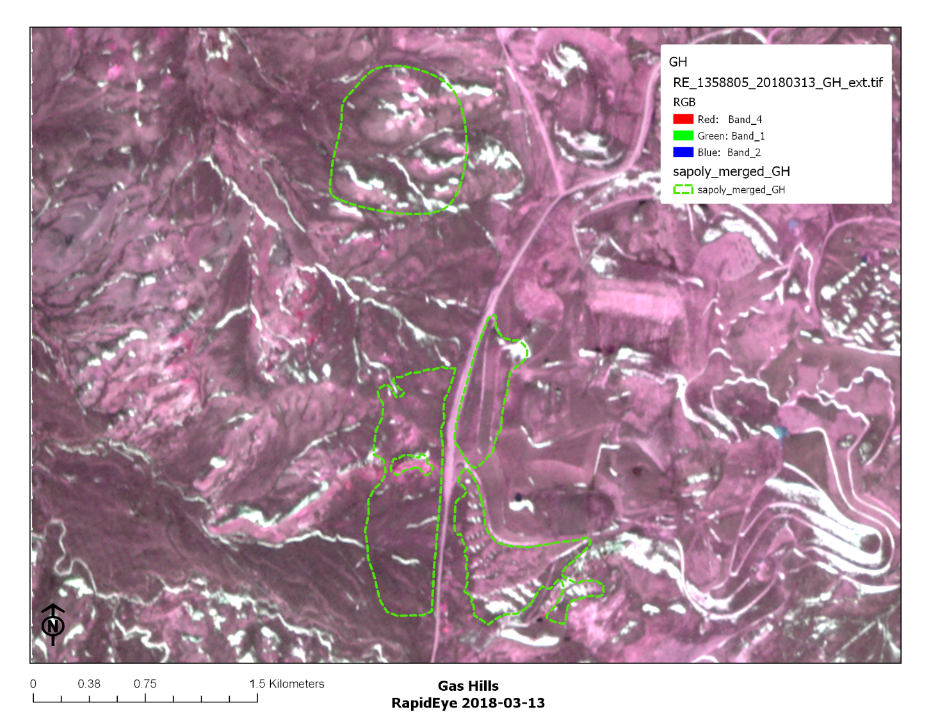 GH
RE_1358805_20180313_GH_ext.tif
RGB
Red: Band_4
Green: Band_1
Blue: Band_2
sapoly_merged_GH
sapoly_merged_GH
N
0 0.38 0.75 1.5 Kilometers
Gas Hills
RapidEye 2018-03-13